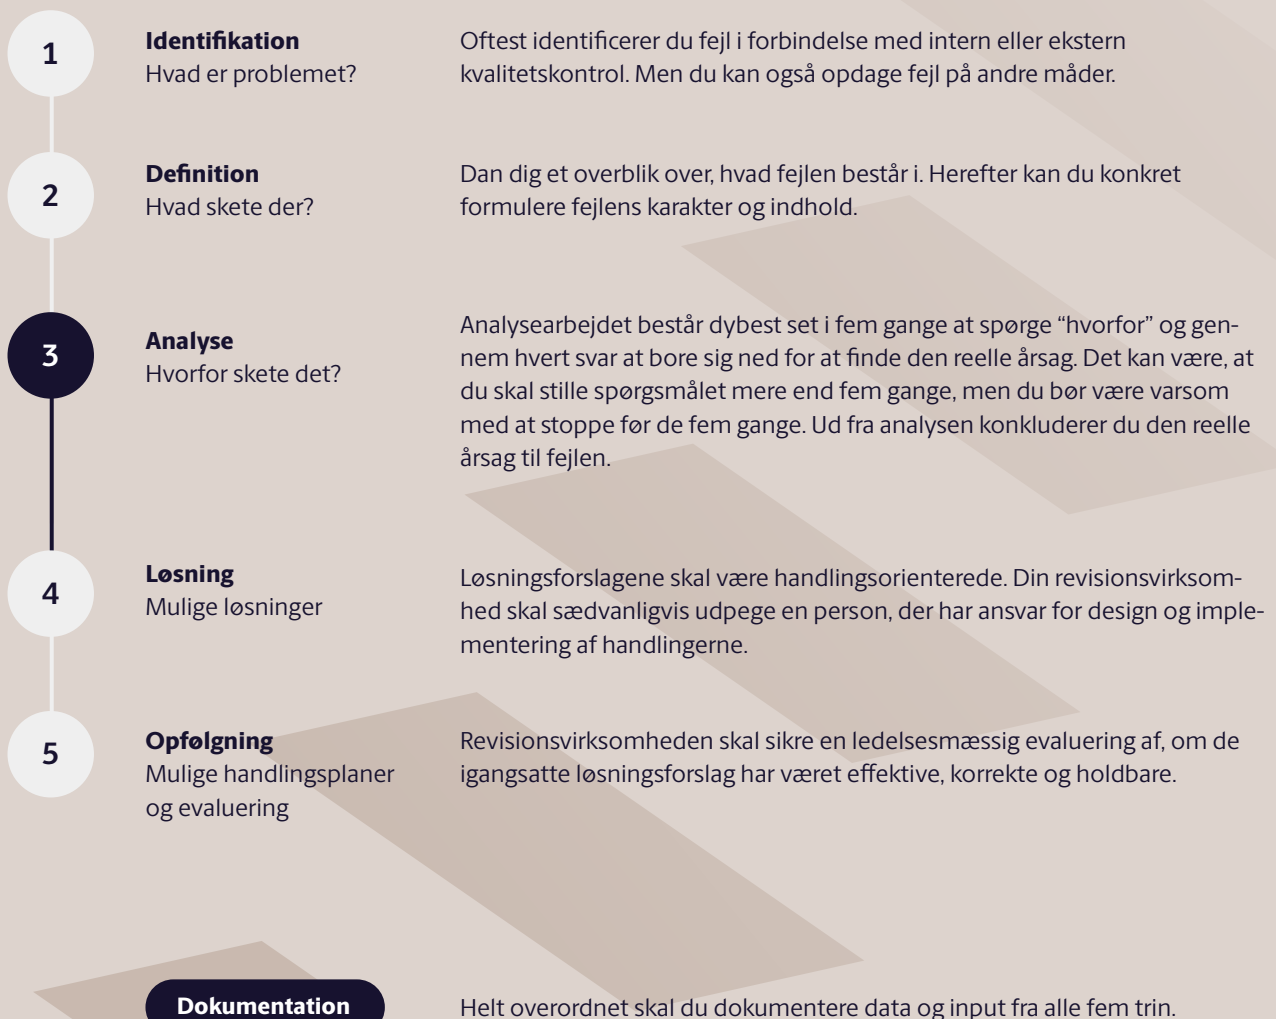 1
Identifikation
Hvad er problemet?
Oftest identificerer du fejl i forbindelse med intern eller ekstern
kvalitetskontrol. Men du kan også opdage fejl på andre måder.
2
Definition
Hvad skete der?
Dan dig et overblik over, hvad fejlen består i. Herefter kan du konkret
formulere fejlens karakter og indhold.
3
Analyse
Hvorfor skete det?
Analysearbejdet består dybest set i fem gange at spørge “hvorfor” og gen-
nem hvert svar at bore sig ned for at finde den reelle årsag. Det kan være, at
du skal stille spørgsmålet mere end fem gange, men du bør være varsom
med at stoppe før de fem gange. Ud fra analysen konkluderer du den reelle
årsag til fejlen.
4
Løsning
Mulige løsninger
Løsningsforslagene skal være handlingsorienterede. Din revisionsvirksom-
hed skal sædvanligvis udpege en person, der har ansvar for design og imple-
mentering af handlingerne.
5
Opfølgning
Mulige handlingsplaner
og evaluering
Revisionsvirksomheden skal sikre en ledelsesmæssig evaluering af, om de
igangsatte løsningsforslag har været effektive, korrekte og holdbare.
Dokumentation
Helt overordnet skal du dokumentere data og input fra alle fem trin.